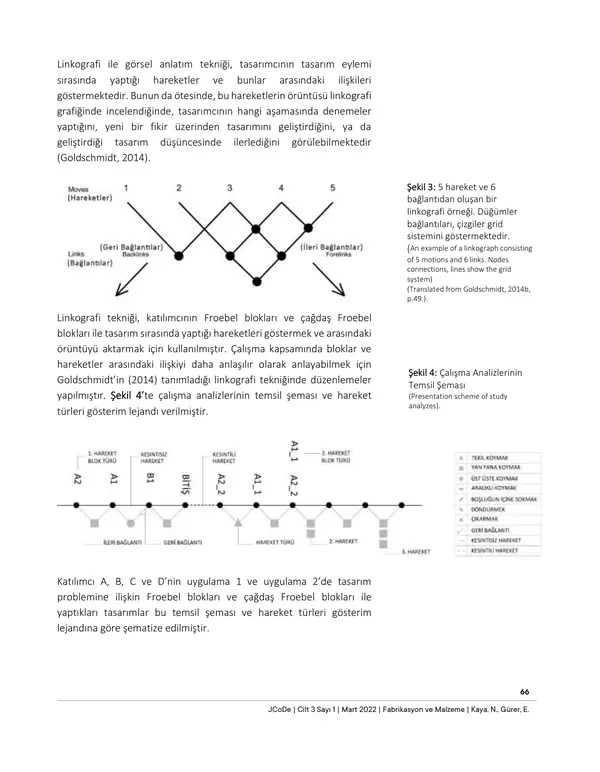 Linkografi ile görsel anlatım tekniği, tasarımcının tasarım eylemi
sırasında yaptığı hareketler ve bunlar arasındaki ilişkileri
göstermektedir. Bunun da ötesinde, bu hareketlerin örüntüsü linkografi
grafiğinde incelendiğinde, tasarımcının hangi aşamasında denemeler
yaptığını, yeni bir fikir üzerinden tasarımını geliştirdiğini, ya da
geliştirdiği tasarım düşüncesinde ilerlediğini görülebilmektedir
(Goldschmidt, 2014).
Moves
(Hareketler)
1 2 3 4 5
Links
(Bağlantılar)
(Geri Bağlantılar)
Backlinks
(İleri Bağlantılar)
Forelinks
Şekil 3: 5 hareket ve 6
bağlantıdan oluşan bir
linkografi örneği. Düğümler
bağlantıları, çizgiler grid
sistemini göstermektedir.
(An example of a linkograph consisting
of 5 motions and 6 links. Nodes
connections, lines show the grid
system)
(Translated from Goldschmidt, 2014b,
p.49.).
Linkografi tekniği, katılımcının Froebel blokları ve çağdaş Froebel
blokları ile tasarım sırasında yaptığı hareketleri göstermek ve arasındaki
örüntüyü aktarmak için kullanılmıştır. Çalışma kapsamında bloklar ve
hareketler arasındaki ilişkiyi daha anlaşılır olarak anlayabilmek için
Goldschmidt'in (2014) tanımladığı linkografi tekniğinde düzenlemeler
yapılmıştır. Şekil 4'te çalışma analizlerinin temsil şeması ve hareket
türleri gösterim lejandı verilmiştir.
Şekil 4: Çalışma Analizlerinin
Temsil Şeması
(Presentation scheme of study
analyzes).
A2
1. HAREKET
BLOK TÜRÜ
A1
KESİNTİSİZ
HAREKET
B1
BİTİŞ
KESİNTİLİ
HAREKET
A2_2
A1_1
A1_1
A2_2
2. HAREKET
BLOK TÜRÜ
İLERİ BAĞLANTI
GERİ BAĞLANTI
HAREKET TÜRÜ
2. HAREKET
3. HAREKET
TEKİL KOYMAK
YAN YANA KOYMAK
ÜST ÜSTE KOYMAK
ARALIKLI KOYMAK
BOŞLUĞUN İÇİNE SOKMAK
DÖNDÜRMEK
ÇIKARMAK
GERİ BAĞLANTI
KESİNTİSİZ HAREKET
KESİNTİLİ HAREKET
Katılımcı A, B, C ve D'nin uygulama 1 ve uygulama 2'de tasarım
problemine ilişkin Froebel blokları ve çağdaş Froebel blokları ile
yaptıkları tasarımlar bu temsil şeması ve hareket türleri gösterim
lejandına göre şematize edilmiştir.
66
JCoDe | Cilt 3 Sayı 1 | Mart 2022 | Fabrikasyon ve Malzeme | Kaya, N., Gürer, E.